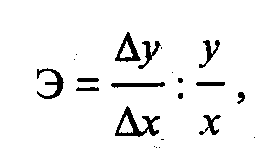 Э = Δy/Δx : y/x ,